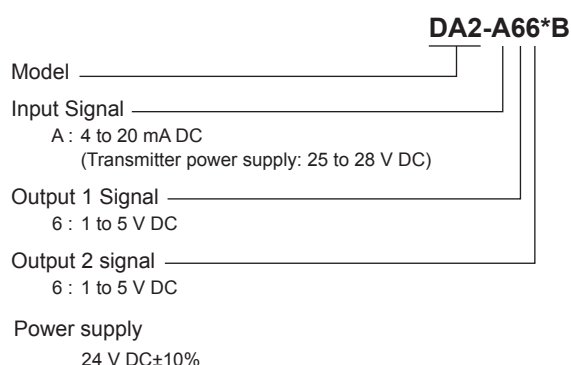 DA2-A66*B
Model
Input Signal
A : 4 to 20 mA DC
(Transmitter power supply: 25 to 28 V DC)
Output 1 Signal
6 : 1 to 5 V DC
Output 2 signal
6 : 1 to 5 V DC
Power supply
24 V DC±10%